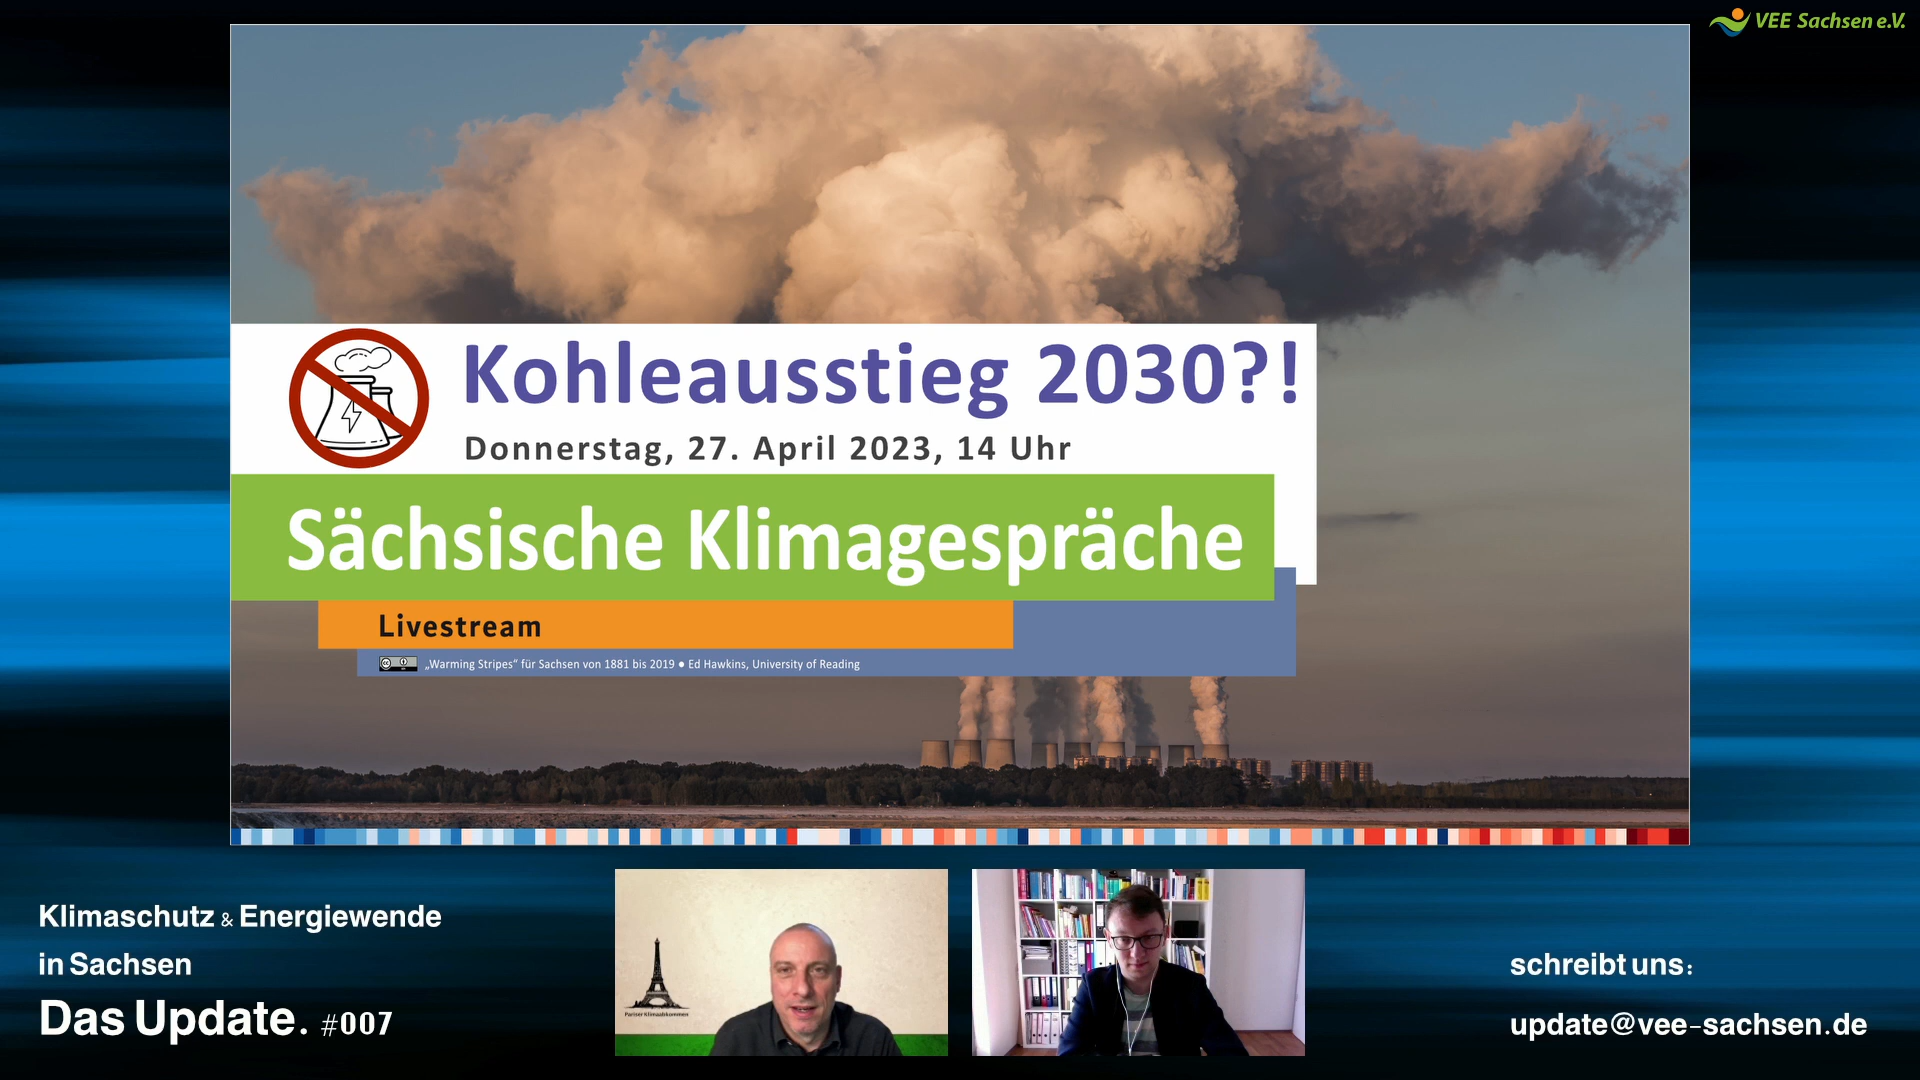 VEE Sachsen e.V.
Kohleausstieg 2030?!
Donnerstag, 27. April 2023, 14 Uhr
Sächsische Klimagespräche
Livestream
„Warming Stripes“ für Sachsen von 1881 bis 2019 ● Ed Hawkins, University of Reading
Pariser Klimaabkommen
Klimaschutz & Energiewende
in Sachsen
Das Update. #007
schreibt uns:
update@vee-sachsen.de